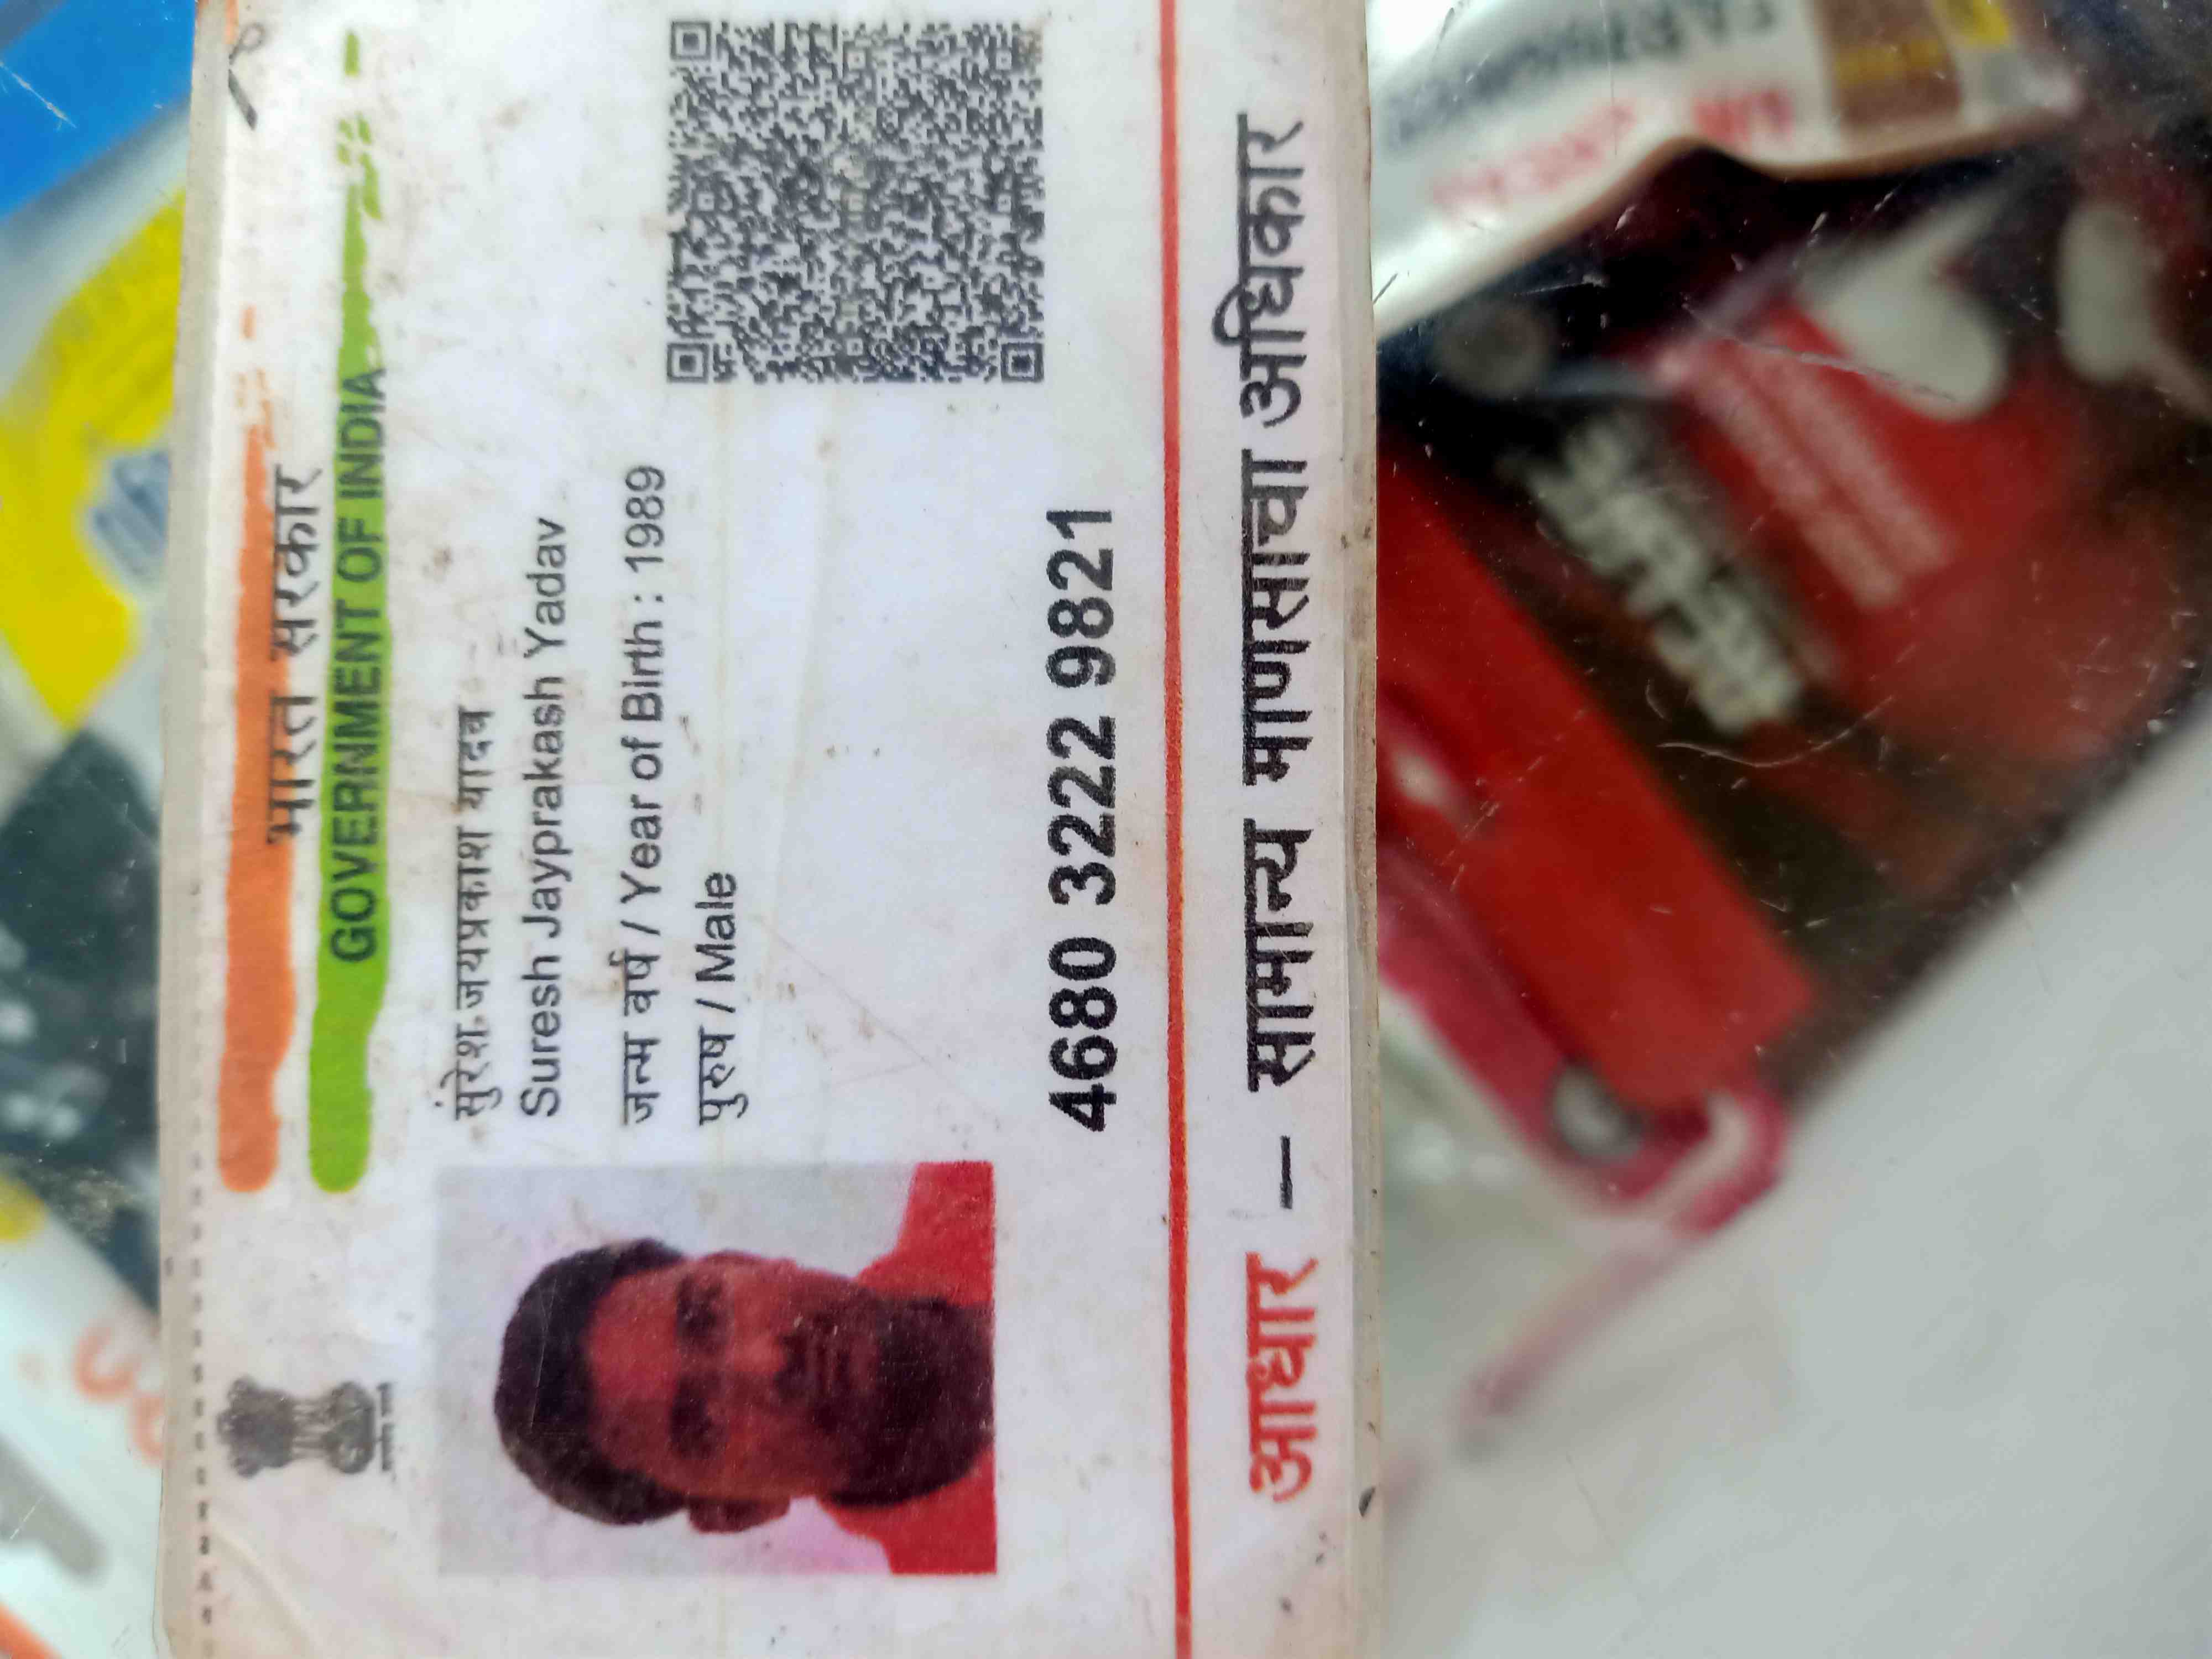 भारत सरकार
GOVERNMENT OF INDIA
सुरेश जयप्रकाश यादव
Suresh Jayprakash Yadav
जन्म वर्ष / Year of Birth : 1989
पुरुष / Male
4680 3222 9821
आधार – सामान्य माणसाचा अधिकार